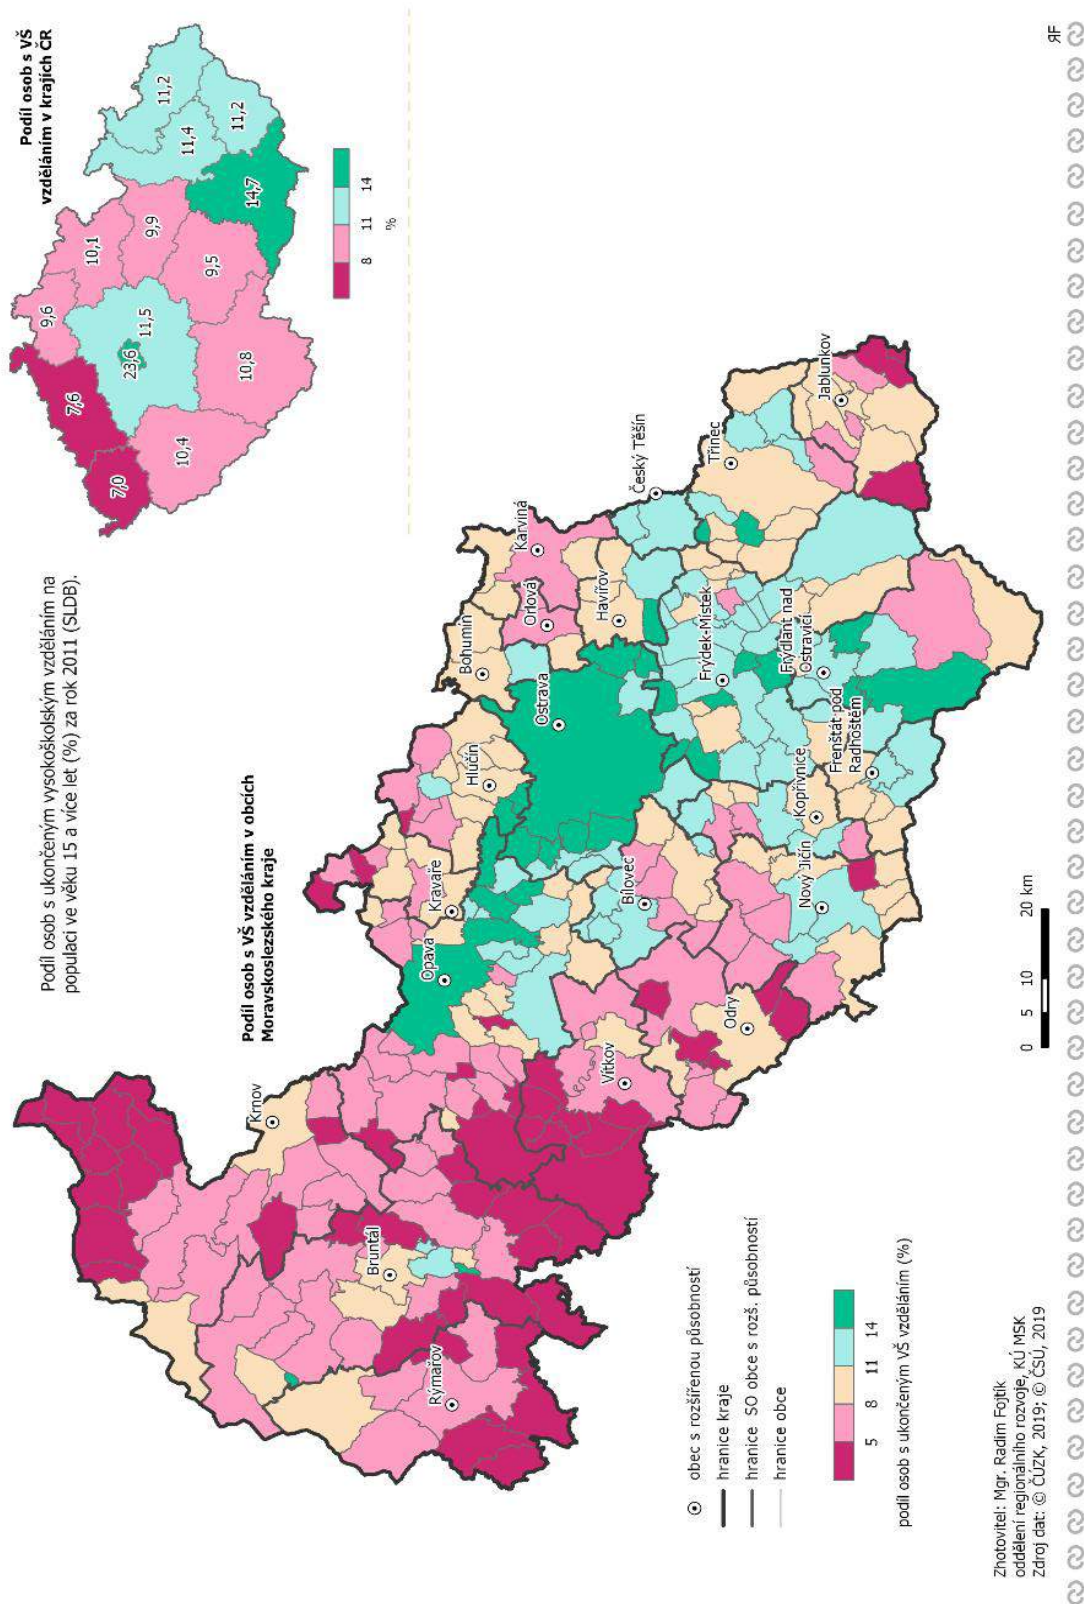 Podíl osob s ukončeným vysokoškolským vzděláním na
populaci ve věku 15 a více let (%) za rok 2011 (SLDB).
Podíl osob s VŠ
vzděláním v krajích ČR
7,0
7,6
9,6
10,1
23,6
11,5
9,9
11,4
11,2
10,4
10,8
9,5
14,7
11,2
8
11
14
%
Podíl osob s VŠ vzděláním v obcích
Moravskoslezského kraje
Krnov
Bruntál
Rýmařov
Opava
Kravaře
Hlučín
Bohumín
Ostrava
Orlová
Karviná
Havířov
Český Těšín
Třinec
Jablunkov
Vítkov
Bílovec
Odry
Nový Jičín
Kopřivnice
Frýdek-Místek
Frýdlant nad
Ostravicí
Frenštát pod
Radhoštěm
obec s rozšířenou působností
hranice kraje
hranice SO obce s rozš. působností
hranice obce
5
8
11
14
podíl osob s ukončeným VŠ vzděláním (%)
0
5
10
20 km
Zhotovitel: Mgr. Radim Fojtík
oddělení regionálního rozvoje, KÚ MSK
Zdroj dat: © ČÚZK, 2019; © ČSÚ, 2019
ЯF